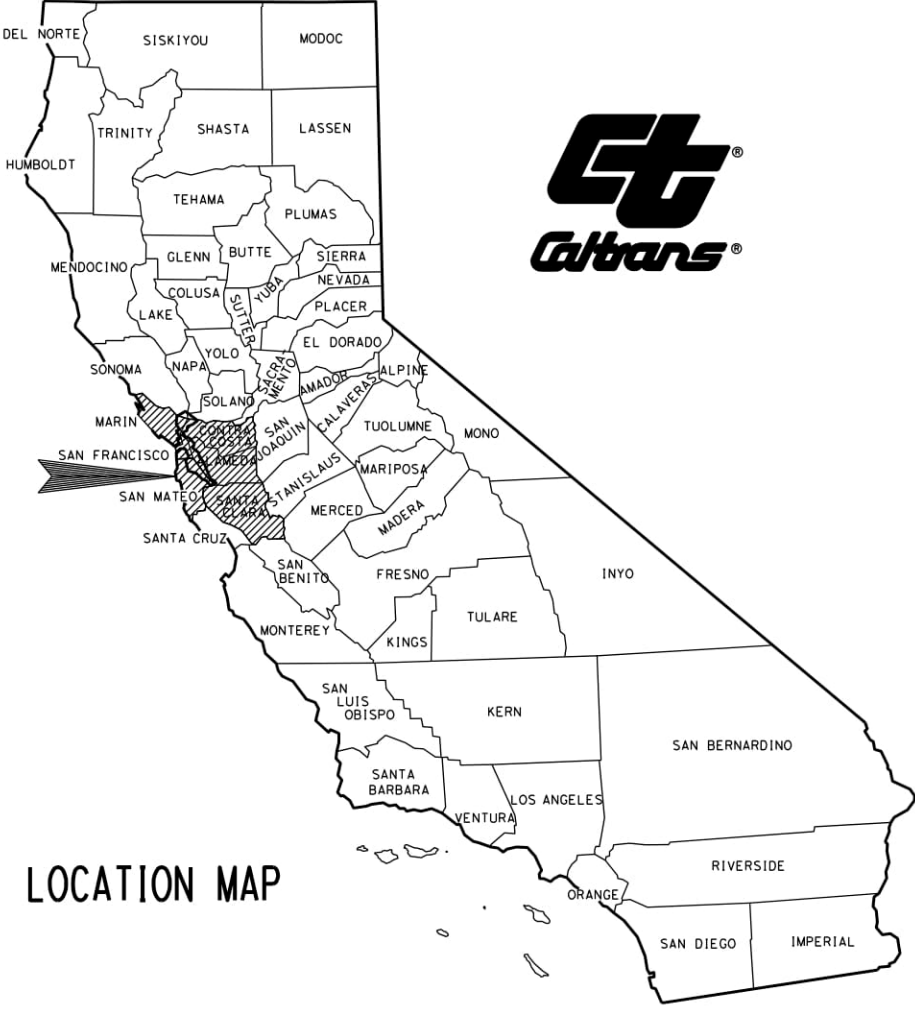 DEL NORTE
SISKIYOU
MODOC
TRINITY
SHASTA
LASSEN
HUMBOLDT
TEHAMA
PLUMAS
MENDOCINO
GLENN
BUTTE
SIERRA
NEVADA
YUBA
COLUSA
SUTTER
PLACER
LAKE
EL DORADO
YOLO
NAPA
SONOMA
SACRA-
MENTO
ALPINE
AMADOR
SOLANO
CALAVERAS
MARIN
CONTRA
COSTA
SAN
JOAQUIN
TUOLUMNE
MONO
SAN FRANCISCO
ALAMEDA
STANISLAUS
MARIPOSA
SAN MATEO
SANTA
CLARA
MERCED
MADERA
SANTA CRUZ
SAN
BENITO
FRESNO
INYO
MONTEREY
KINGS
TULARE
SAN
LUIS
OBISPO
KERN
SAN BERNARDINO
SANTA
BARBARA
VENTURA
LOS ANGELES
RIVERSIDE
ORANGE
SAN DIEGO
IMPERIAL
Ct®
Caltrans®
LOCATION MAP